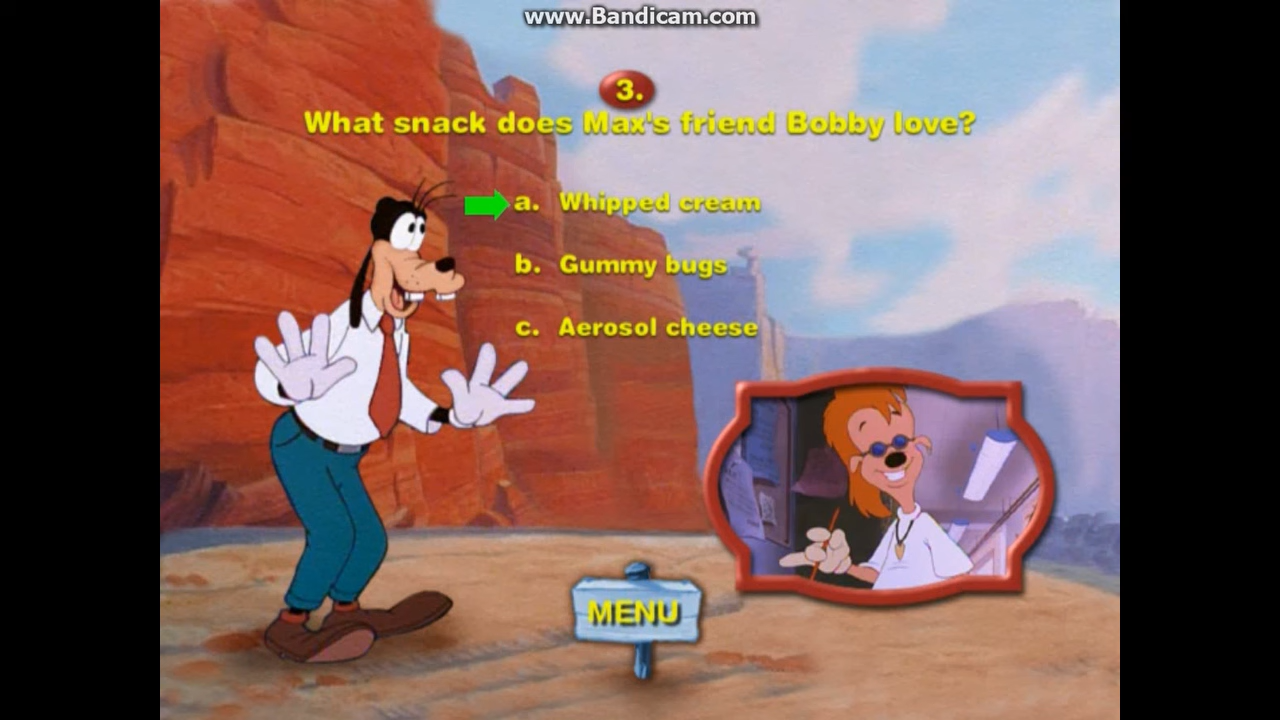 www.Bandicam.com
3.
What snack does Max's friend Bobby love?
a. Whipped cream
b. Gummy bugs
c. Aerosol cheese
MENU